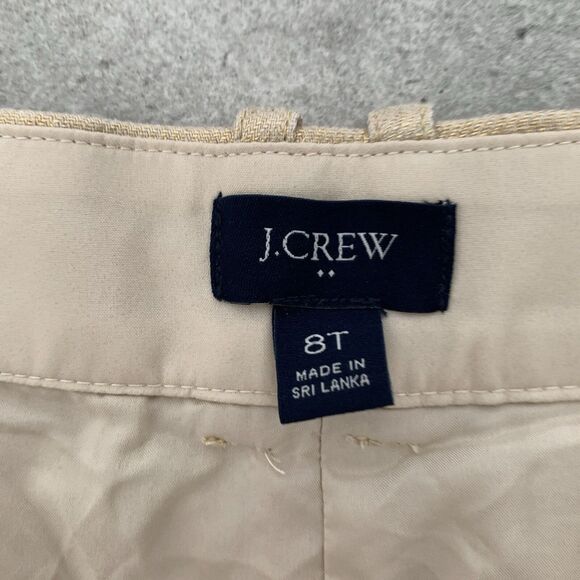 J.CREW
8T
MADE IN
SRI LANKA